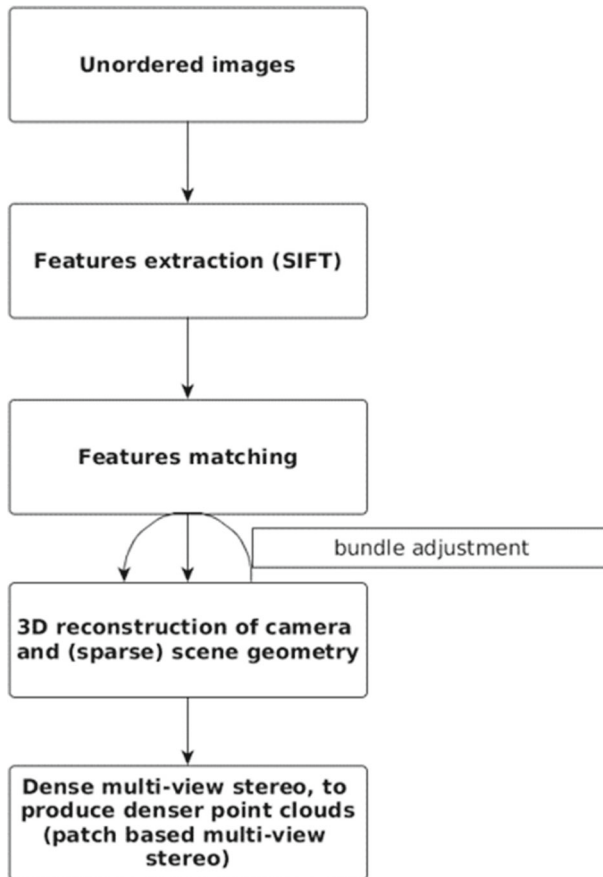 Unordered images
Features extraction (SIFT)
Features matching
bundle adjustment
3D reconstruction of camera
and (sparse) scene geometry
Dense multi-view stereo, to
produce denser point clouds
(patch based multi-view
stereo)